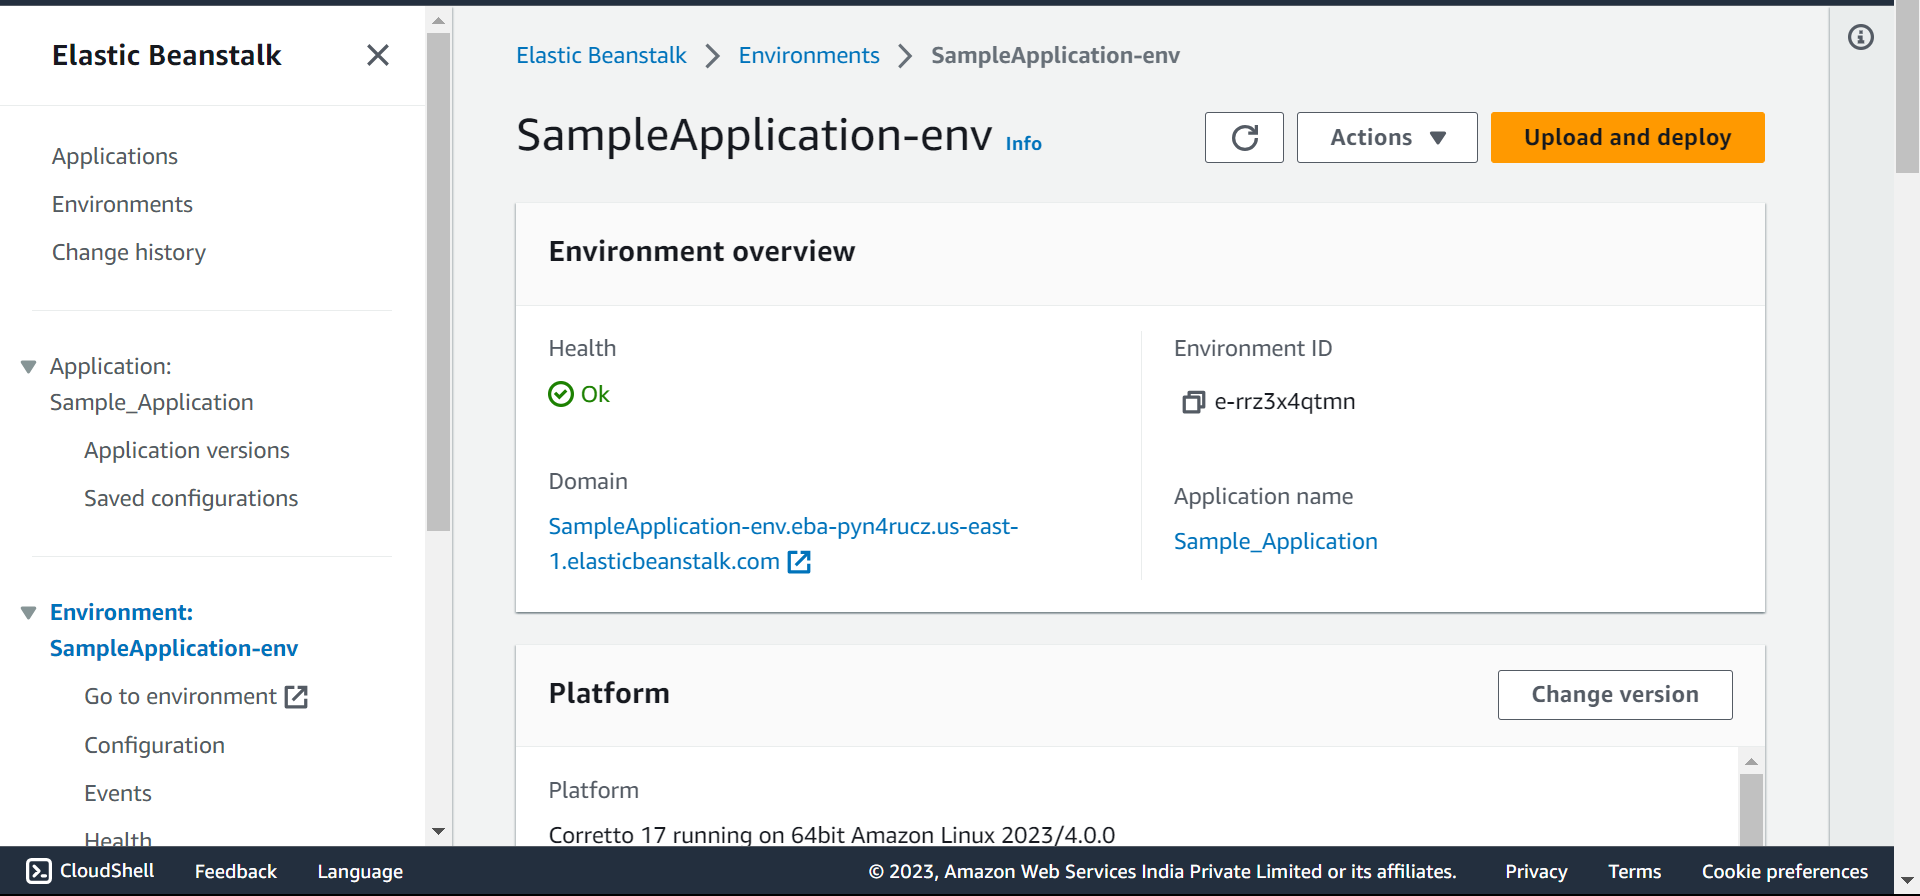 Elastic Beanstalk
Applications
Environments
Change history
Application:
Sample_Application
Application versions
Saved configurations
Environment:
SampleApplication-env
Go to environment
Configuration
Events
Health
Elastic Beanstalk > Environments > SampleApplication-env
SampleApplication-env Info
Actions
Upload and deploy
Environment overview
Health
Ok
Environment ID
e-rrz3x4qtmn
Domain
SampleApplication-env.eba-pyn4rucz.us-east-
1.elasticbeanstalk.com
Application name
Sample_Application
Platform
Change version
Platform
Corretto 17 running on 64bit Amazon Linux 2023/4.0.0
CloudShell Feedback Language © 2023, Amazon Web Services India Private Limited or its affiliates. Privacy Terms Cookie preferences